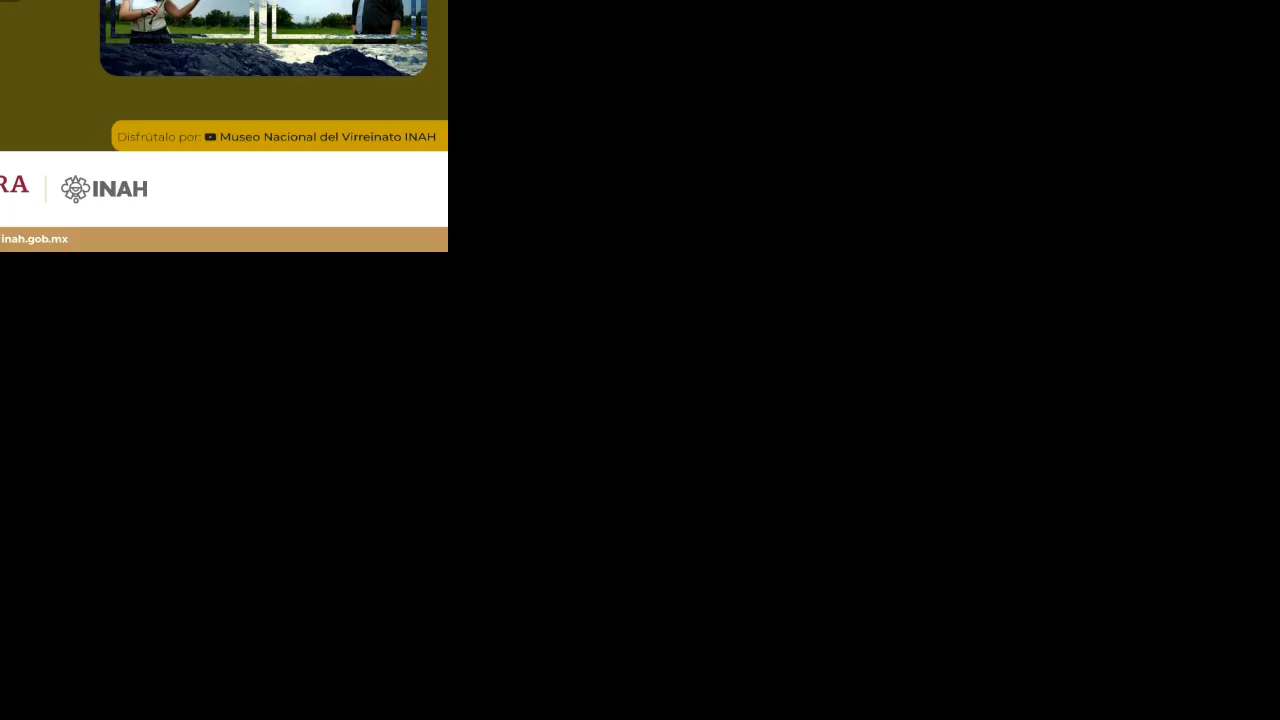 Disfrútalo por: Museo Nacional del Virreinato INAH
RA
INAH
inah.gob.mx